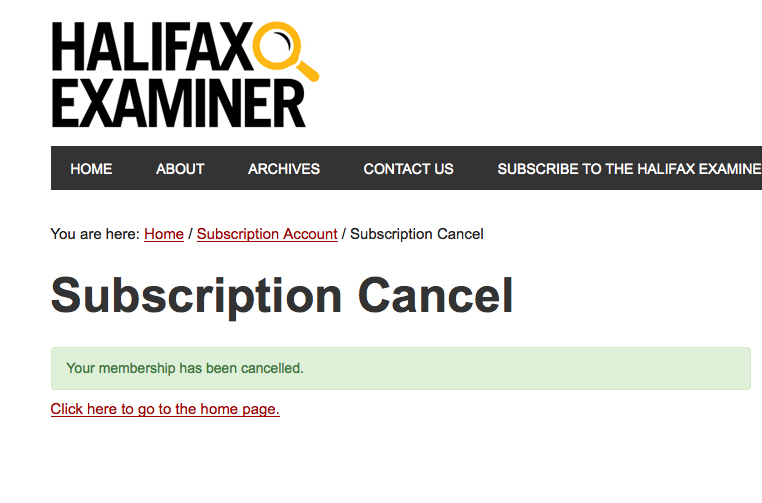 HALIFAX
EXAMINER
HOME ABOUT ARCHIVES CONTACT US SUBSCRIBE TO THE HALIFAX EXAMINE
You are here: Home / Subscription Account / Subscription Cancel
Subscription Cancel
Your membership has been cancelled.
Click here to go to the home page.